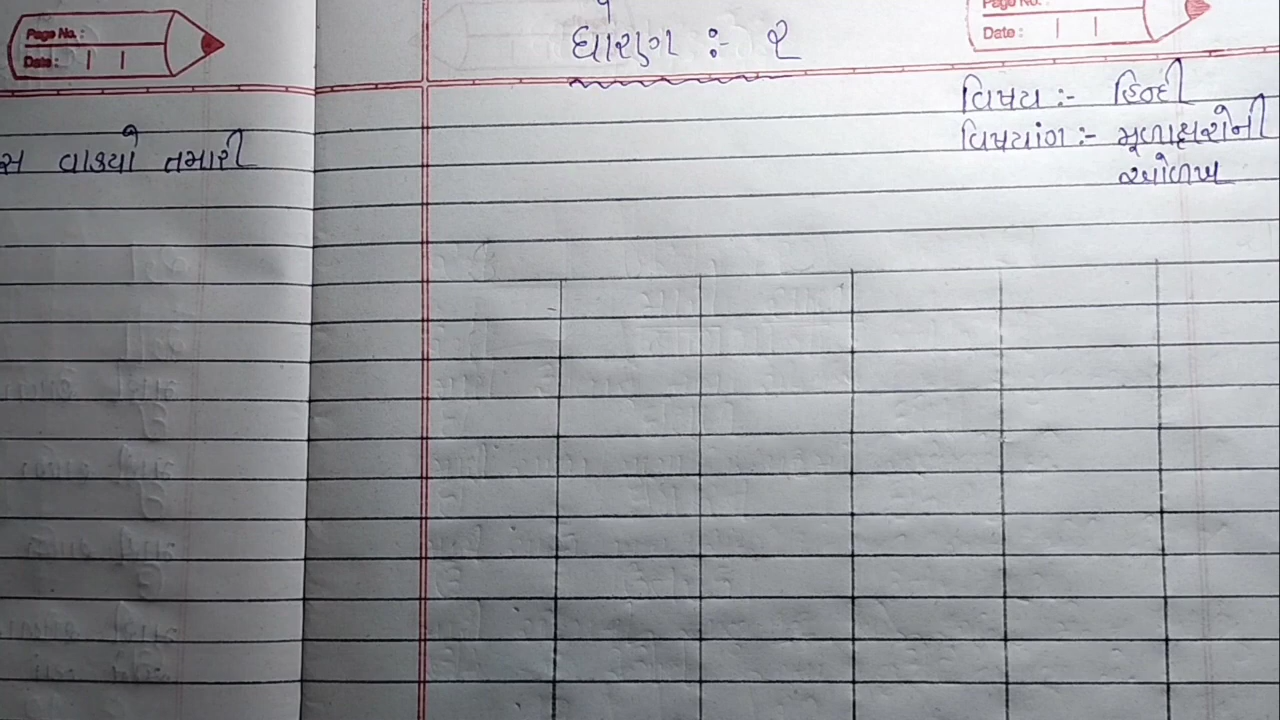 Page No. :
Date :
સ વાક્યો તમારી
ધોરણ :- ૨
Page No. :
Date :
વિષય :- હિન્દી
વિષયાંગ :- મૂળાક્ષરોની
ઓળખ